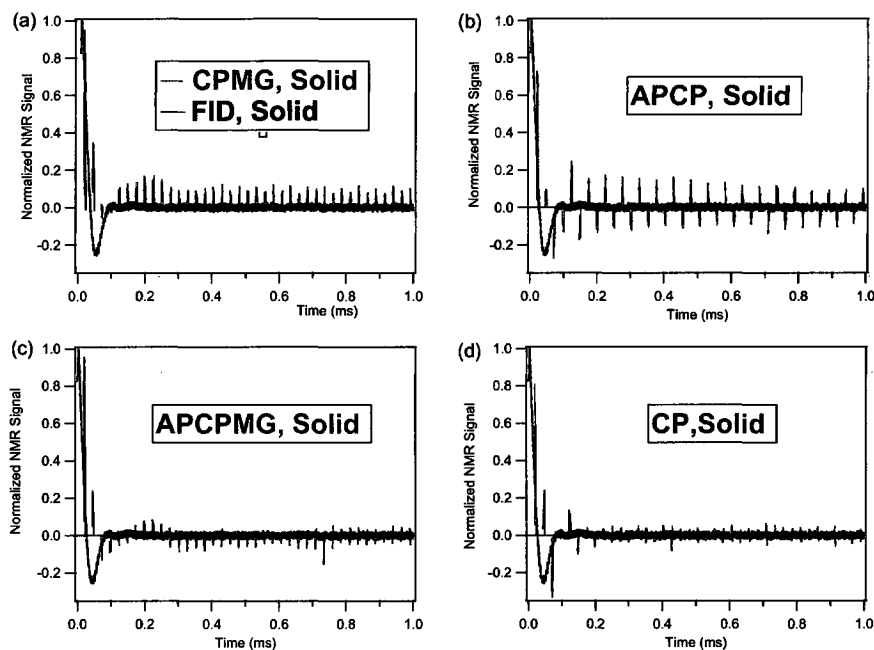 (a)
CPMG, Solid
FID, Solid
Normalized NMR Signal
1.0
0.8
0.6
0.4
0.2
0.0
-0.2
0.0 0.2 0.4 0.6 0.8 1.0
Time (ms)
(b)
APCP, Solid
Normalized NMR Signal
1.0
0.8
0.6
0.4
0.2
0.0
-0.2
0.0 0.2 0.4 0.6 0.8 1.0
Time (ms)
(c)
APCPMG, Solid
Normalized NMR Signal
1.0
0.8
0.6
0.4
0.2
0.0
-0.2
0.0 0.2 0.4 0.6 0.8 1.0
Time (ms)
(d)
CP,Solid
Normalized NMR Signal
1.0
0.8
0.6
0.4
0.2
0.0
-0.2
0.0 0.2 0.4 0.6 0.8 1.0
Time (ms)